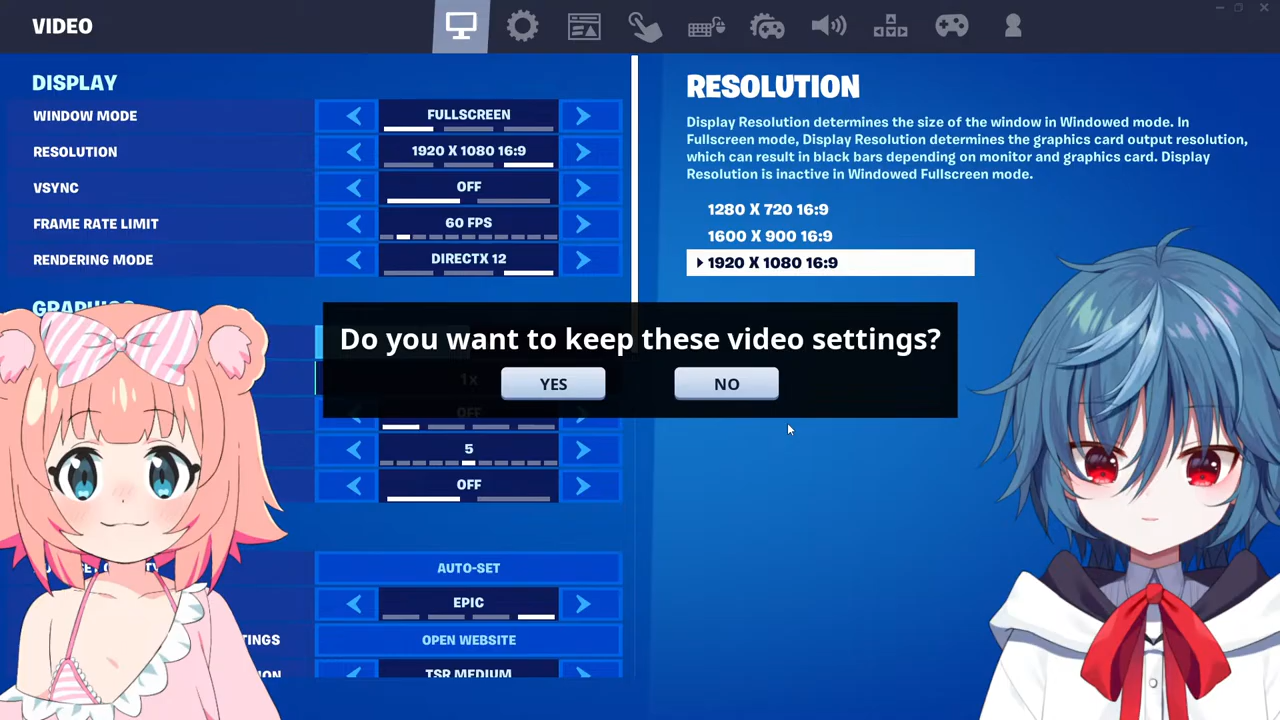 VIDEO
DISPLAY
WINDOW MODE
FULLSCREEN
RESOLUTION
1920 X 1080 16:9
VSYNC
OFF
FRAME RATE LIMIT
60 FPS
RENDERING MODE
DIRECTX 12
GRAPHICS
1x
OFF
5
OFF
AUTO-SET
EPIC
TINGS
OPEN WEBSITE
ON
TSR MEDIUM
RESOLUTION
Display Resolution determines the size of the window in Windowed mode. In
Fullscreen mode, Display Resolution determines the graphics card output resolution,
which can result in black bars depending on monitor and graphics card. Display
Resolution is inactive in Windowed Fullscreen mode.
1280 X 720 16:9
1600 X 900 16:9
1920 X 1080 16:9
Do you want to keep these video settings?
YES
NO